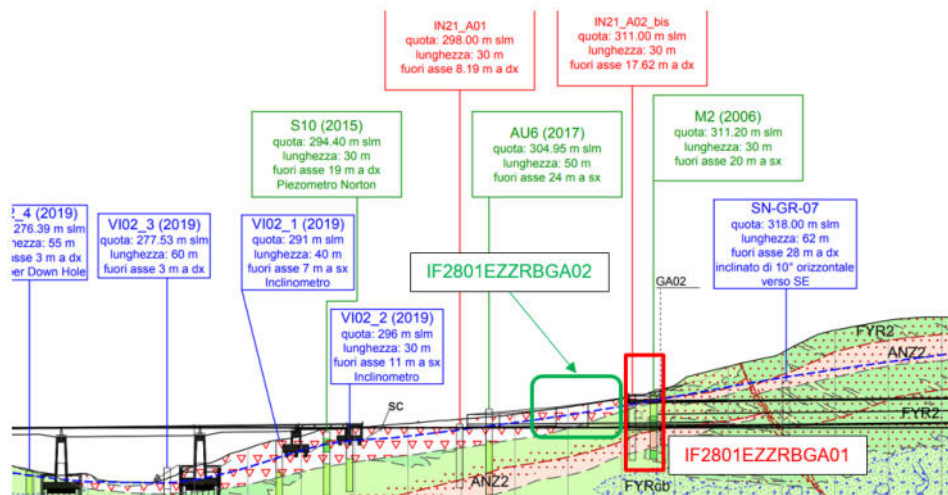 IN21_A01
quota: 298.00 m slm
lunghezza: 30 m
fuori asse 8.19 m a dx
IN21_A02_bis
quota: 311.00 m slm
lunghezza: 30 m
fuori asse 17.62 m a dx
S10 (2015)
quota: 294.40 m slm
lunghezza: 30 m
fuori asse 19 m a dx
Piezometro Norton
AU6 (2017)
quota: 304.95 m slm
lunghezza: 50 m
fuori asse 24 m a sx
M2 (2006)
quota: 311.20 m slm
lunghezza: 30 m
fuori asse 20 m a sx
2_4 (2019)
276.39 m slm
hezza: 55 m
asse 3 m a dx
er Down Hole
VI02_3 (2019)
quota: 277.53 m slm
lunghezza: 60 m
fuori asse 3 m a dx
VI02_1 (2019)
quota: 291 m slm
lunghezza: 40 m
fuori asse 7 m a sx
Inclinometro
VI02_2 (2019)
quota: 296 m slm
lunghezza: 30 m
fuori asse 11 m a sx
Inclinometro
IF2801EZZRBGA02
SN-GR-07
quota: 318.00 m slm
lunghezza: 62 m
fuori asse 28 m a dx
inclinato di 10° orizzontale
verso SE
GA02
FYR2
ANZ2
sc
FYR2
IF2801EZZRBGA01
ANZ2
FYRgb